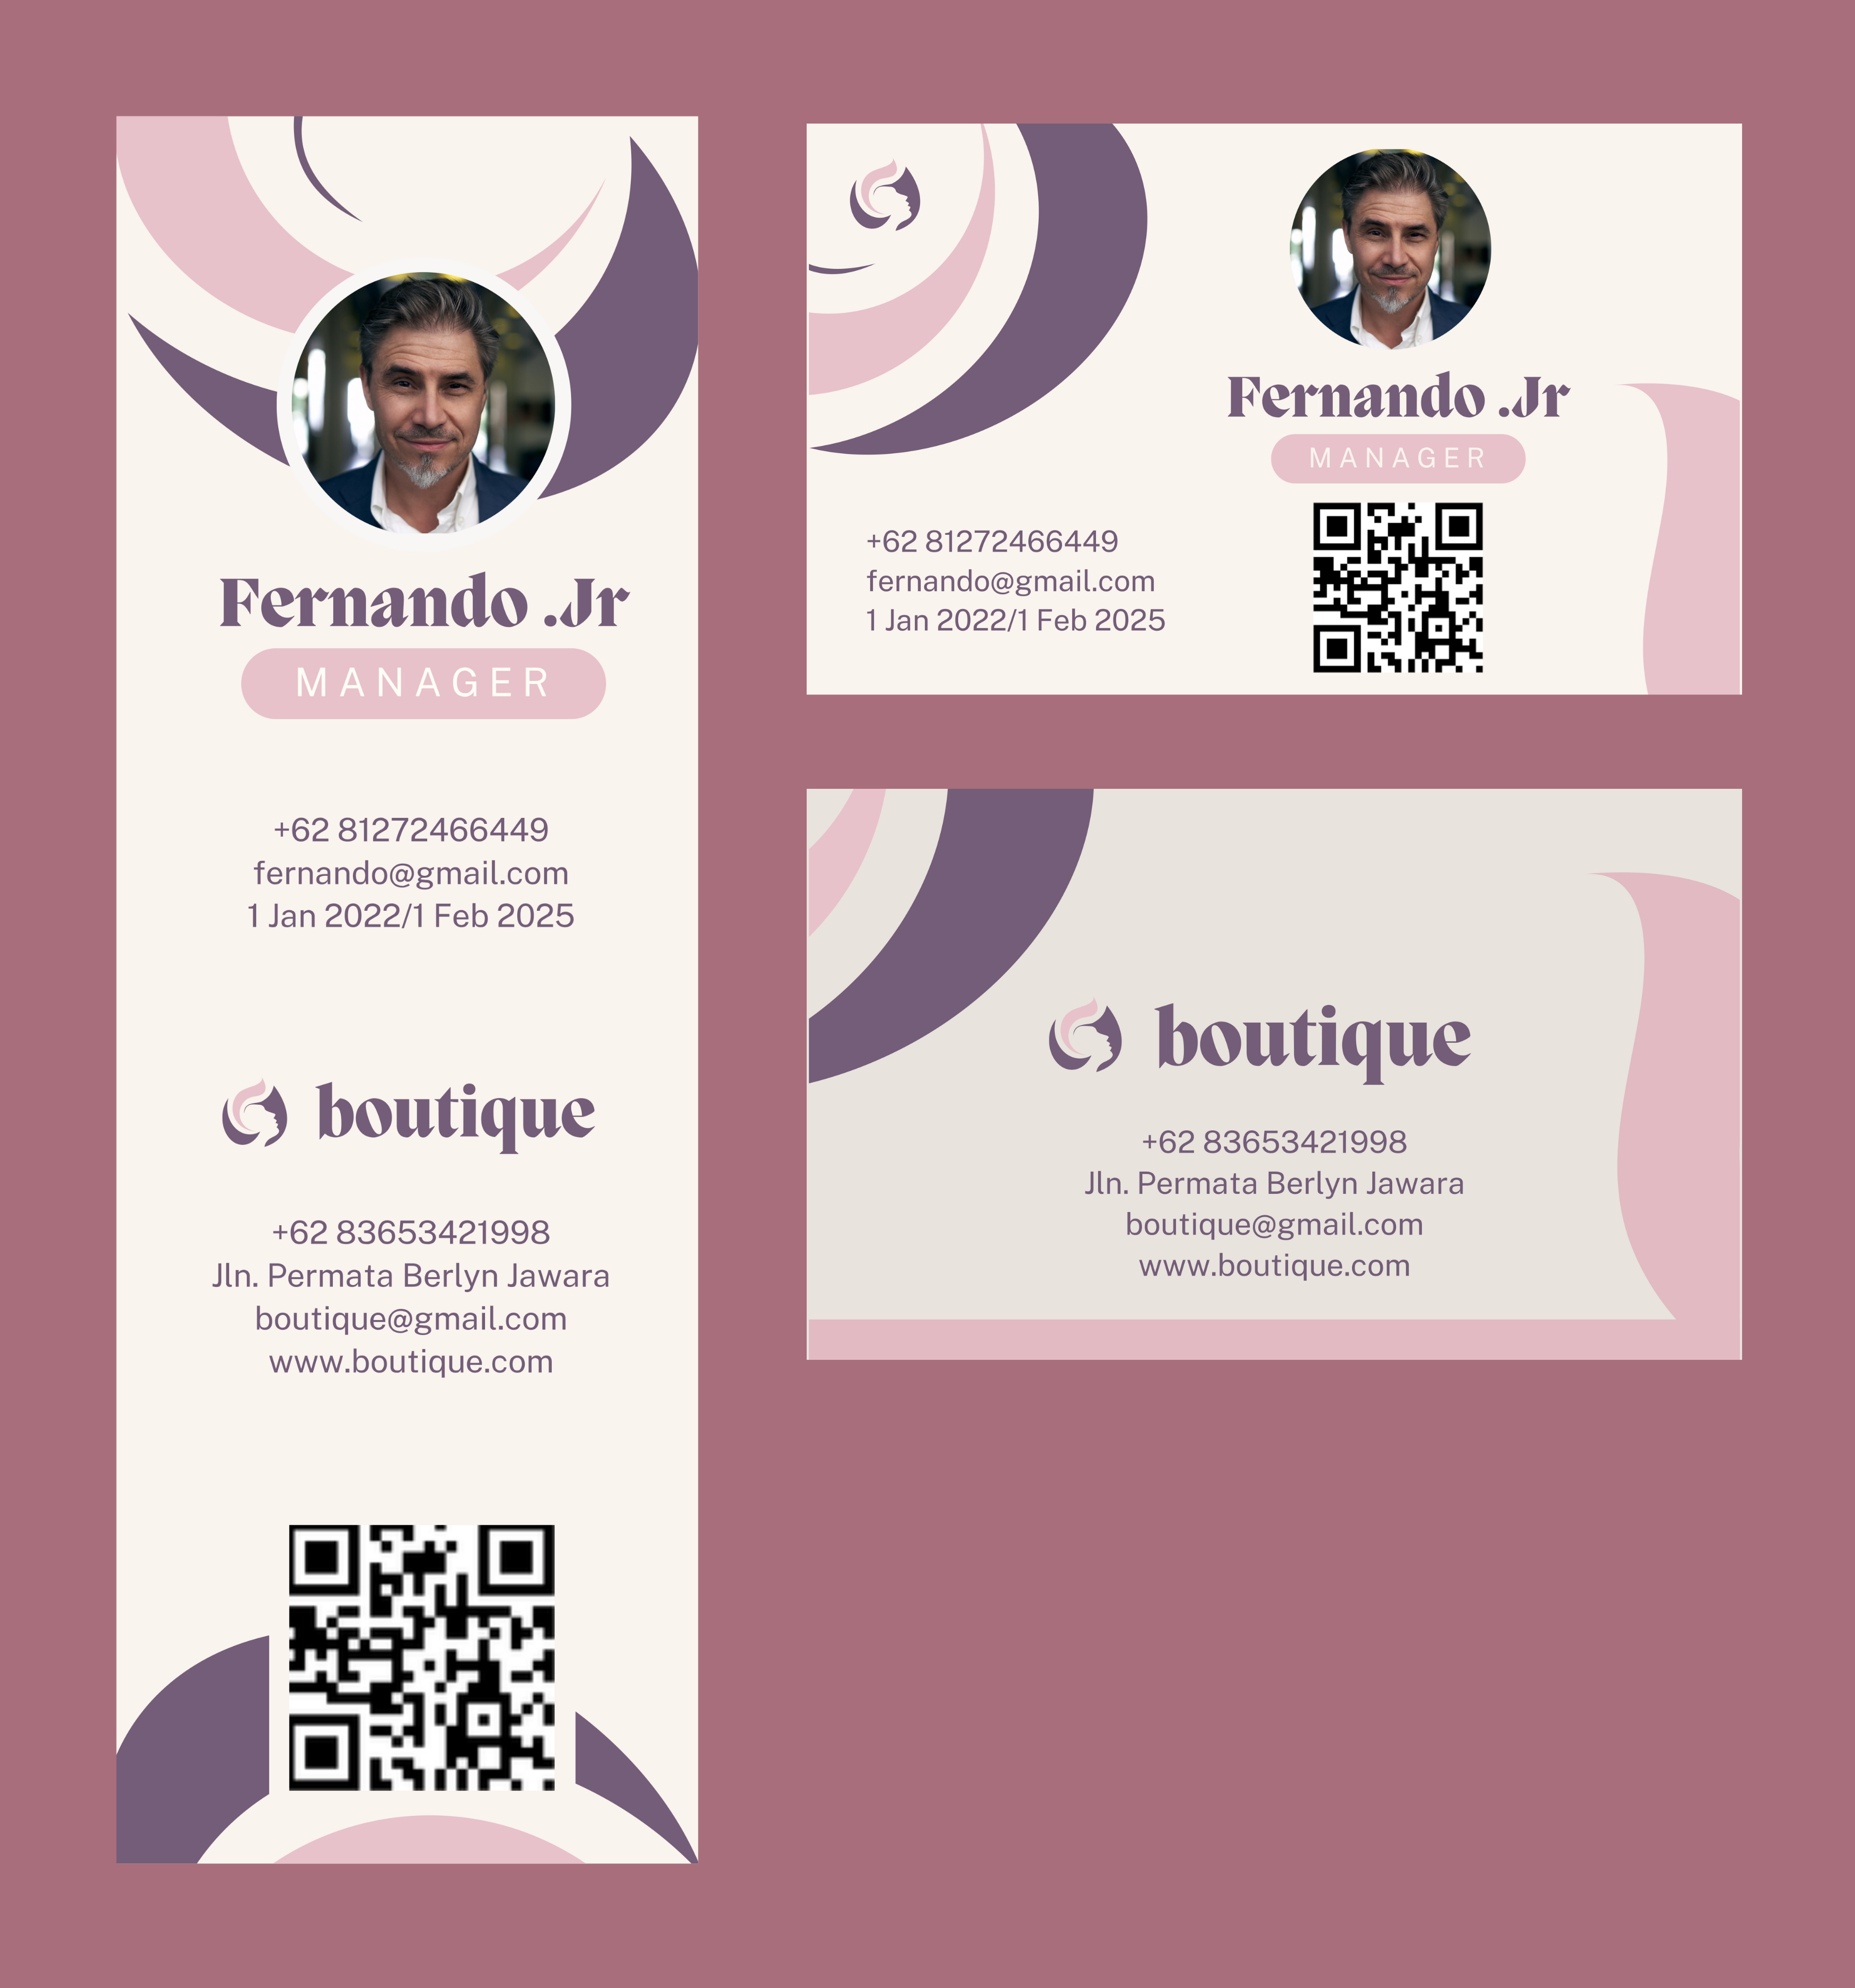 Fernando .Jr
MANAGER
+62 81272466449
fernando@gmail.com
1 Jan 2022/1 Feb 2025
boutique
+62 83653421998
Jln. Permata Berlyn Jawara
boutique@gmail.com
www.boutique.com
Fernando .Jr
MANAGER
+62 81272466449
fernando@gmail.com
1 Jan 2022/1 Feb 2025
boutique
+62 83653421998
Jln. Permata Berlyn Jawara
boutique@gmail.com
www.boutique.com